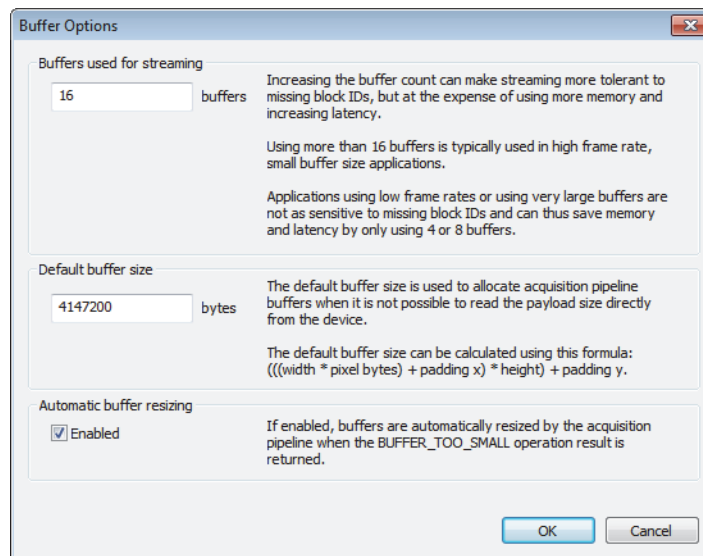 Buffer Options
Buffers used for streaming
16 buffers
Increasing the buffer count can make streaming more tolerant to
missing block IDs, but at the expense of using more memory and
increasing latency.
Using more than 16 buffers is typically used in high frame rate,
small buffer size applications.
Applications using low frame rates or using very large buffers are
not as sensitive to missing block IDs and can thus save memory
and latency by only using 4 or 8 buffers.
Default buffer size
4147200 bytes
The default buffer size is used to allocate acquisition pipeline
buffers when it is not possible to read the payload size directly
from the device.
The default buffer size can be calculated using this formula:
(((width * pixel bytes) + padding x) * height) + padding y.
Automatic buffer resizing
Enabled
If enabled, buffers are automatically resized by the acquisition
pipeline when the BUFFER_TOO_SMALL operation result is
returned.
OK
Cancel